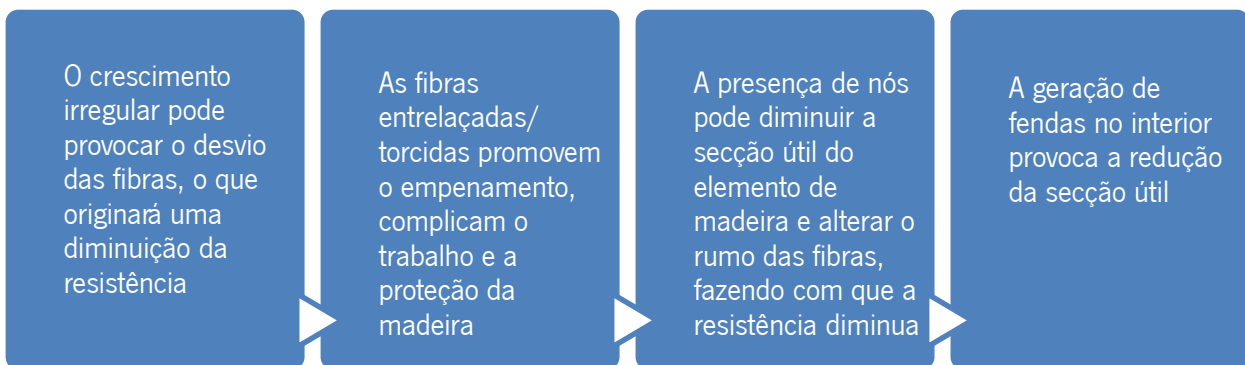 O crescimento
irregular pode
provocar o desvio
das fibras, o que
originará uma
diminuição da
resistência
As fibras
entrelaçadas/
torcidas promovem
o empenamento,
complicam o
trabalho e a
proteção da
madeira
A presença de nós
pode diminuir a
secção útil do
elemento de
madeira e alterar o
rumo das fibras,
fazendo com que a
resistência diminua
A geração de
fendas no interior
provoca a redução
da secção útil